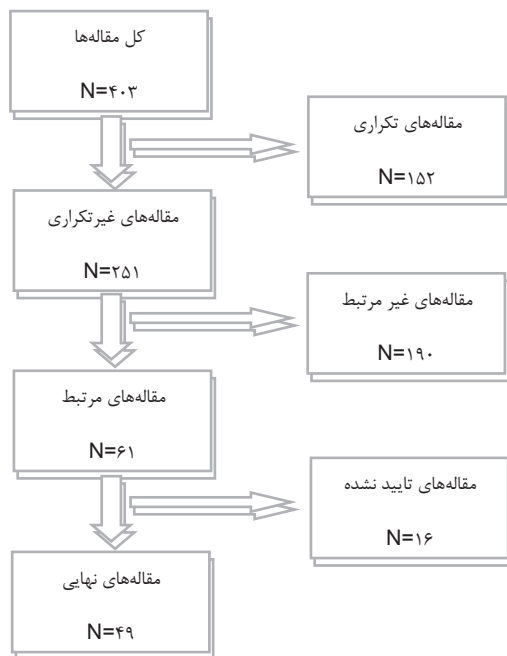 کل مقاله‌ها
N=۴۰۳
مقاله‌های تکراری
N=۱۵۲
مقاله‌های غیرتکراری
N=۲۵۱
مقاله‌های غیر مرتبط
N=۱۹۰
مقاله‌های مرتبط
N=۶۱
مقاله‌های تایید نشده
N=۱۶
مقاله‌های نهایی
N=۴۹